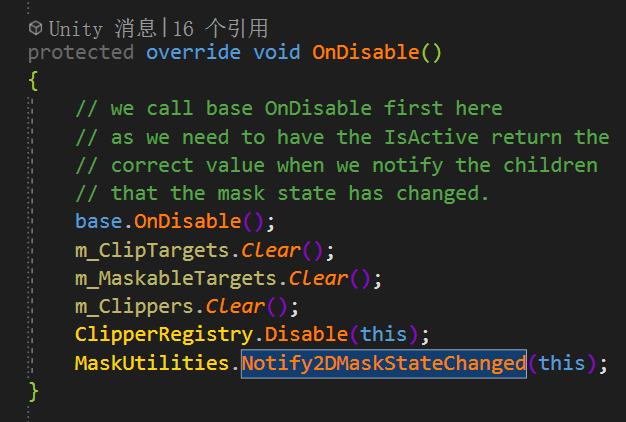 Unity 消息|16 个引用
protected override void OnDisable()
{
// we call base OnDisable first here
// as we need to have the IsActive return the
// correct value when we notify the children
// that the mask state has changed.
base.OnDisable();
m_ClipTargets.Clear();
m_MaskableTargets.Clear();
m_Clippers.Clear();
ClipperRegistry.Disable(this);
MaskUtilities.Notify2DMaskStateChanged(this);
}